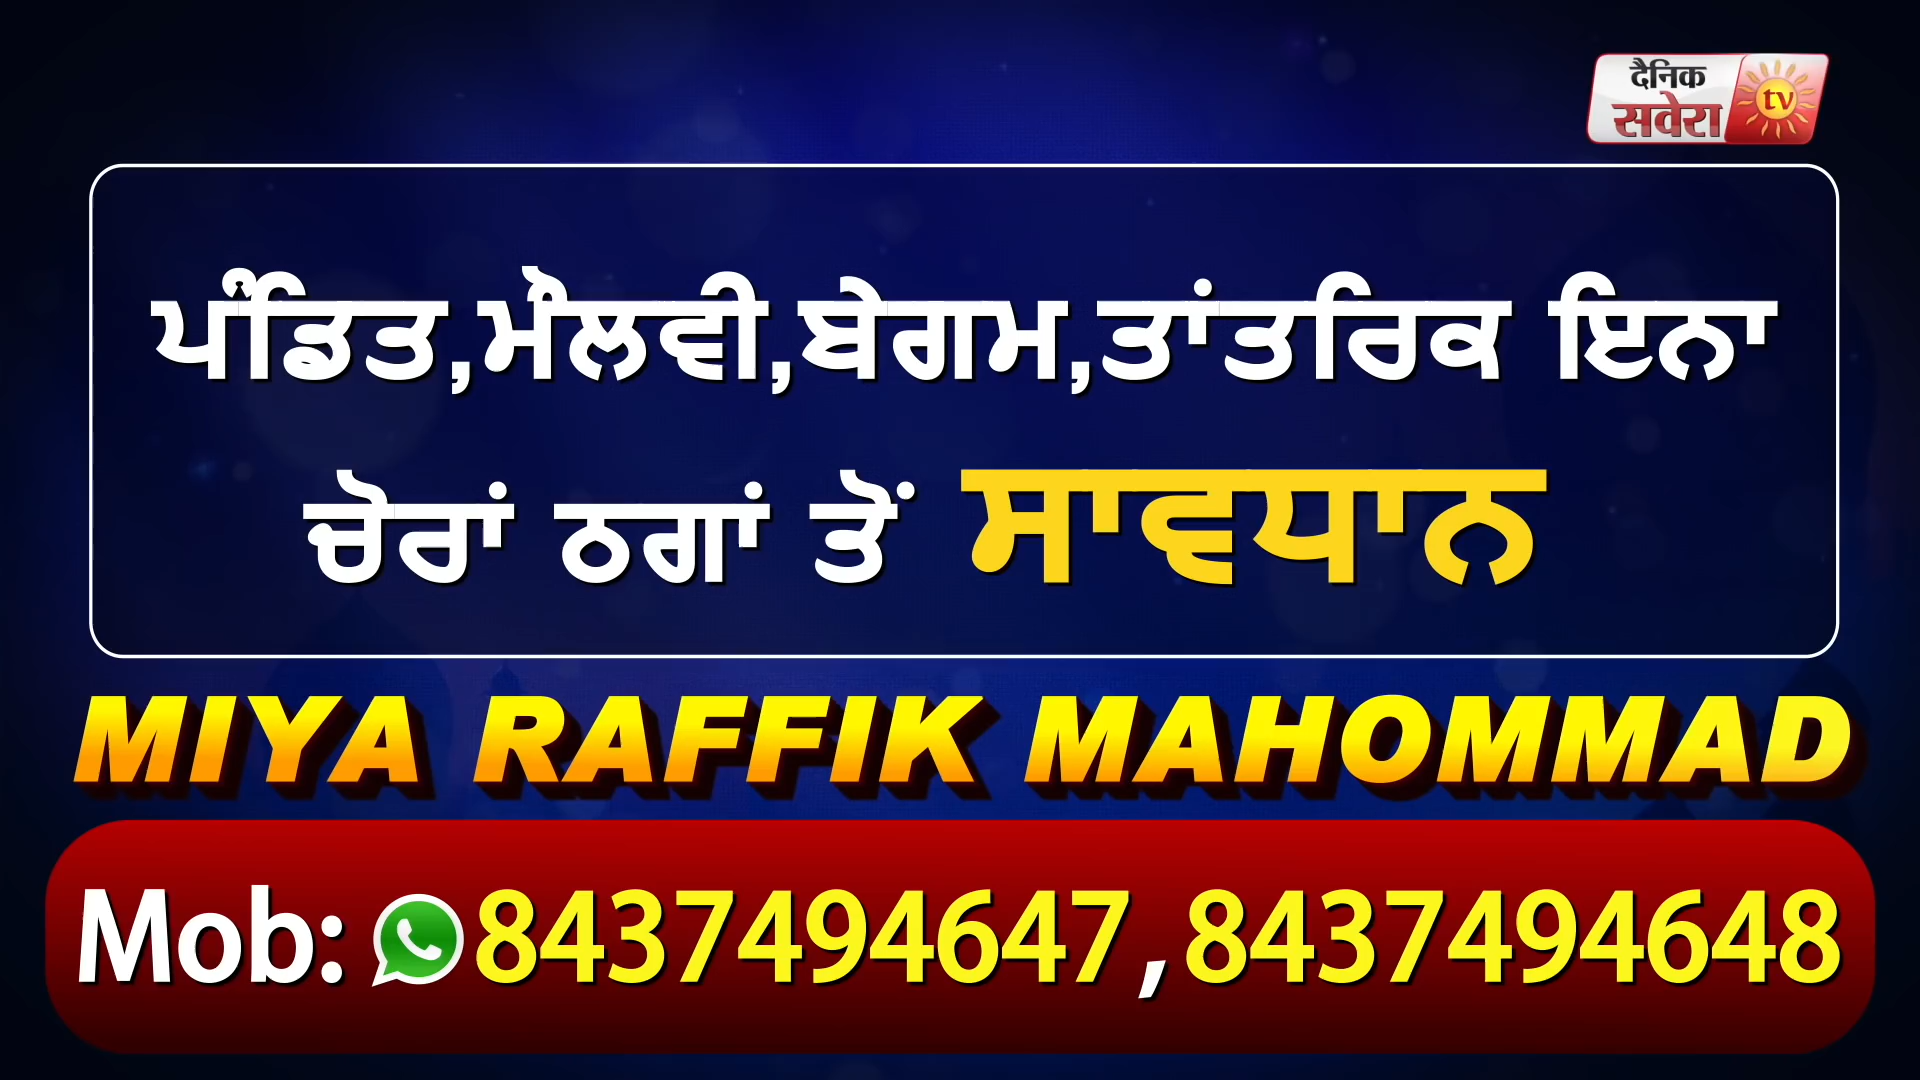 दैनिक
सवेरा tv
ਪੰਡਿਤ,ਮੌਲਵੀ,ਬੇਗਮ,ਤਾਂਤਰਿਕ ਇਨਾ
ਚੋਰਾਂ ਠਗਾਂ ਤੋਂ ਸਾਵਧਾਨ
MIYA RAFFIK MAHOMMAD
Mob: 8437494647, 8437494648